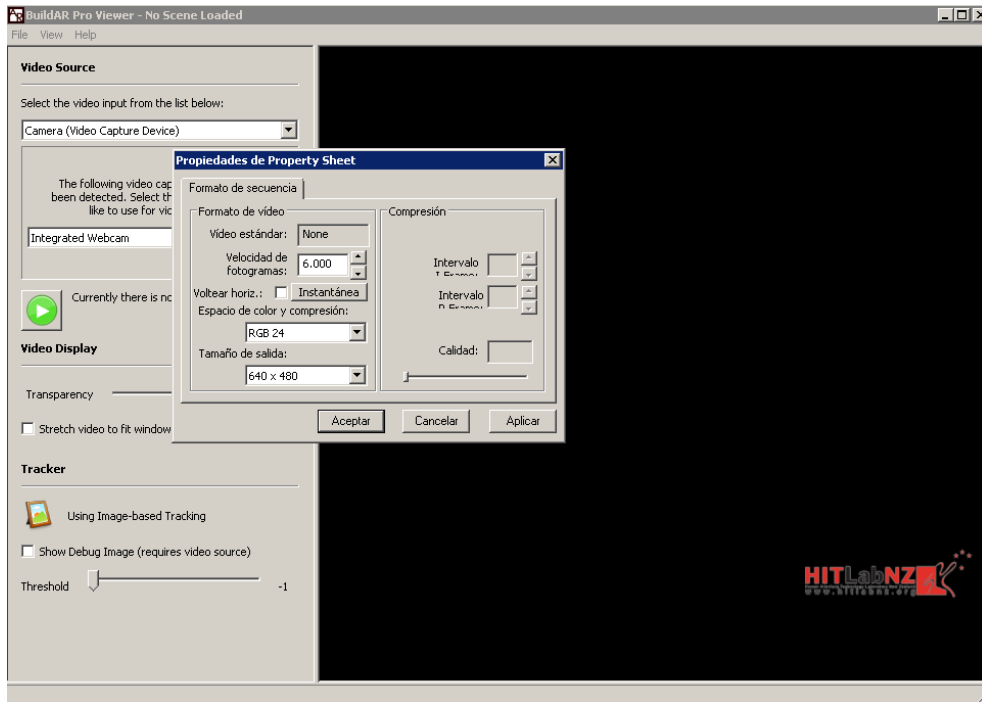 BuildAR Pro Viewer - No Scene Loaded
File View Help
Video Source
Select the video input from the list below:
Camera (Video Capture Device)
The following video cap
been detected. Select th
like to use for vic
Integrated Webcam
Currently there is no
Video Display
Transparency
Stretch video to fit window
Tracker
Using Image-based Tracking
Show Debug Image (requires video source)
Threshold -1
Propiedades de Property Sheet
Formato de secuencia
Formato de vídeo
Vídeo estándar: None
Velocidad de
fotogramas: 6.000
Voltear horiz.: Instantánea
Espacio de color y compresión:
RGB 24
Tamaño de salida:
640 x 480
Compresión
Intervalo
Intervalo
Calidad:
Aceptar Cancelar Aplicar
HITLabNZ
www.hitlabnz.org